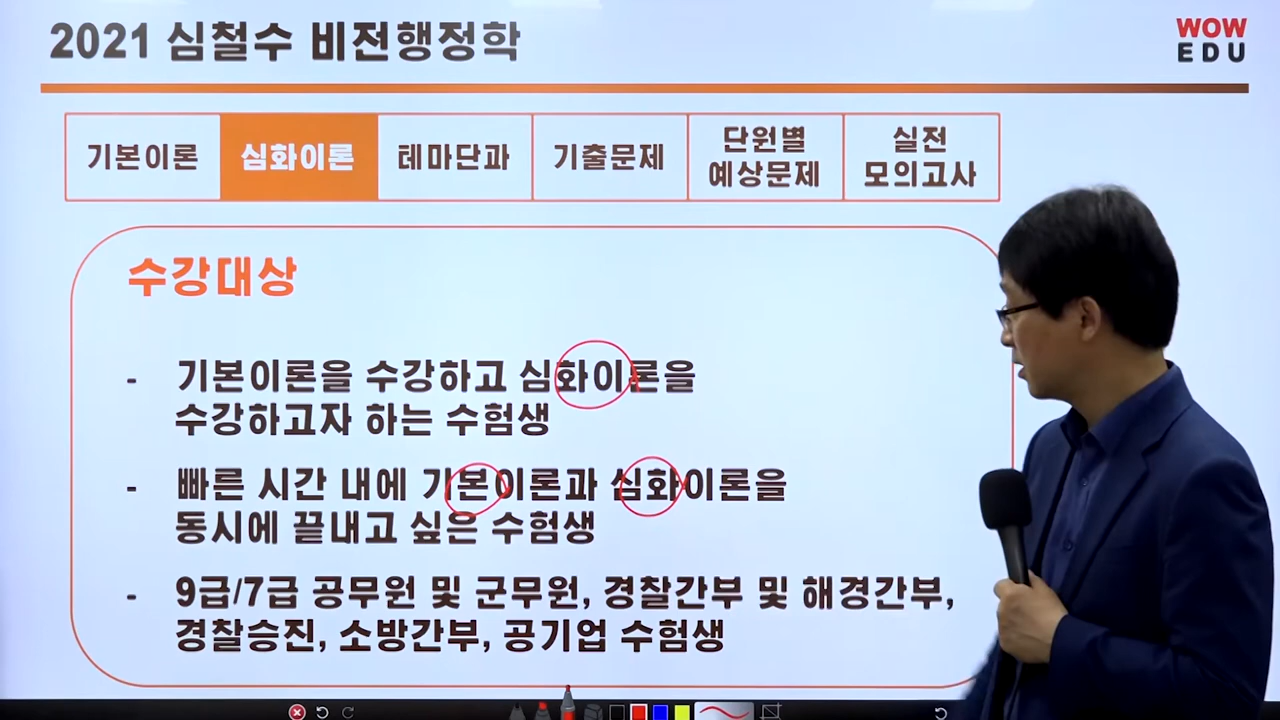 2021 심철수 비전행정학
WOW
EDU
기본이론
심화이론
테마단과
기출문제
단원별
예상문제
실전
모의고사
수강대상
- 기본이론을 수강하고 심화이론을
수강하고자 하는 수험생
- 빠른 시간 내에 기본이론과 심화이론을
동시에 끝내고 싶은 수험생
- 9급/7급 공무원 및 군무원, 경찰간부 및 해경간부,
경찰승진, 소방간부, 공기업 수험생